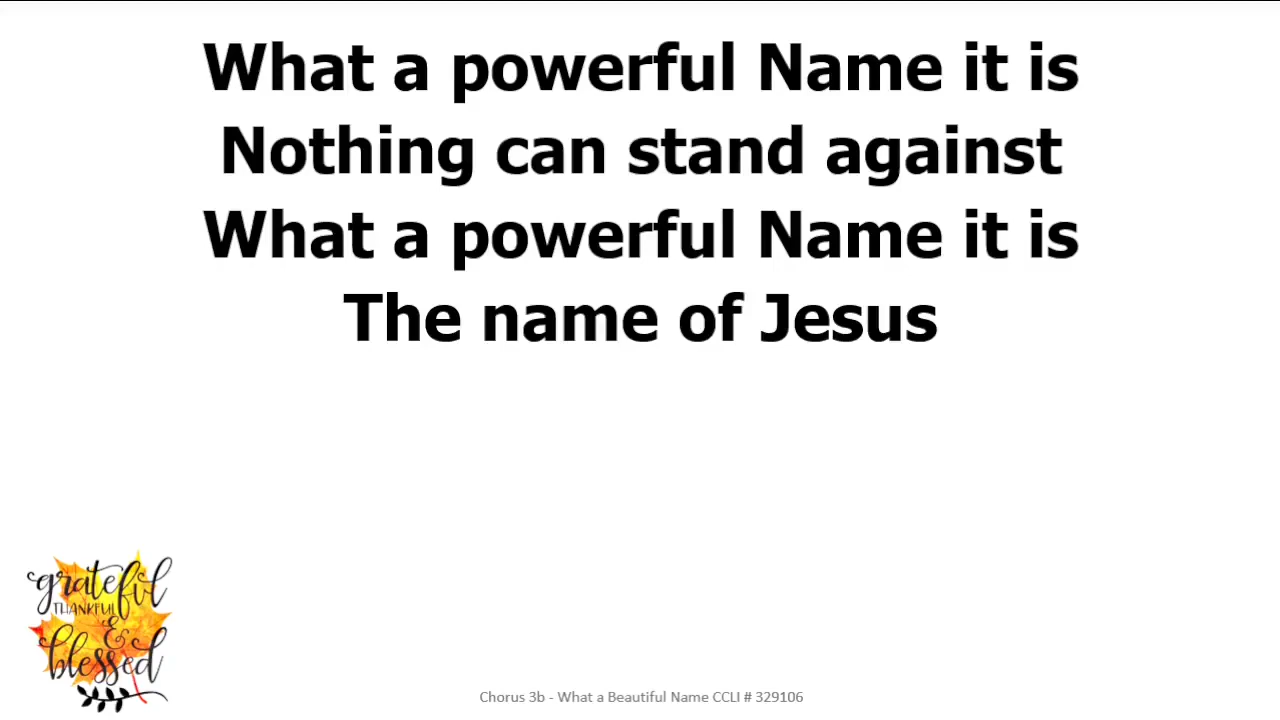 What a powerful Name it is
Nothing can stand against
What a powerful Name it is
The name of Jesus
grateful
THANKFUL
&
blessed
Chorus 3b - What a Beautiful Name CCLI # 329106